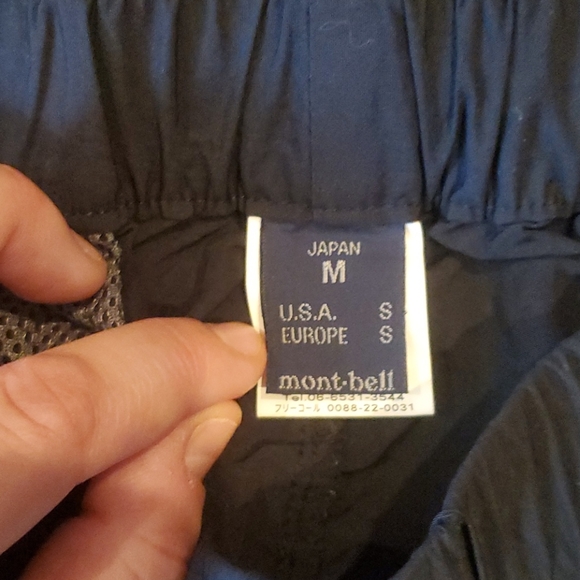 JAPAN
M
U.S.A. S
EUROPE S
mont·bell
Tel.06-6531-3544
フリーコール 0088-22-0031